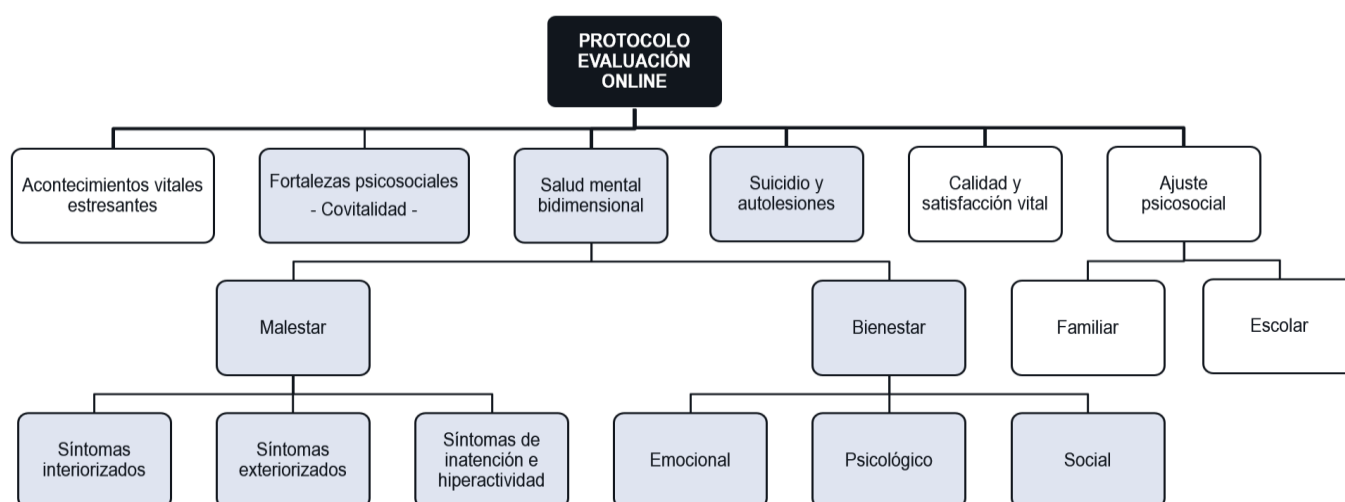 PROTOCOLO
EVALUACIÓN
ONLINE
Acontecimientos vitales
estresantes
Fortalezas psicosociales
- Covitalidad -
Salud mental
bidimensional
Suicidio y
autolesiones
Calidad y
satisfacción vital
Ajuste
psicosocial
Malestar
Bienestar
Familiar
Escolar
Síntomas
interiorizados
Síntomas
exteriorizados
Síntomas de
inatención e
hiperactividad
Emocional
Psicológico
Social